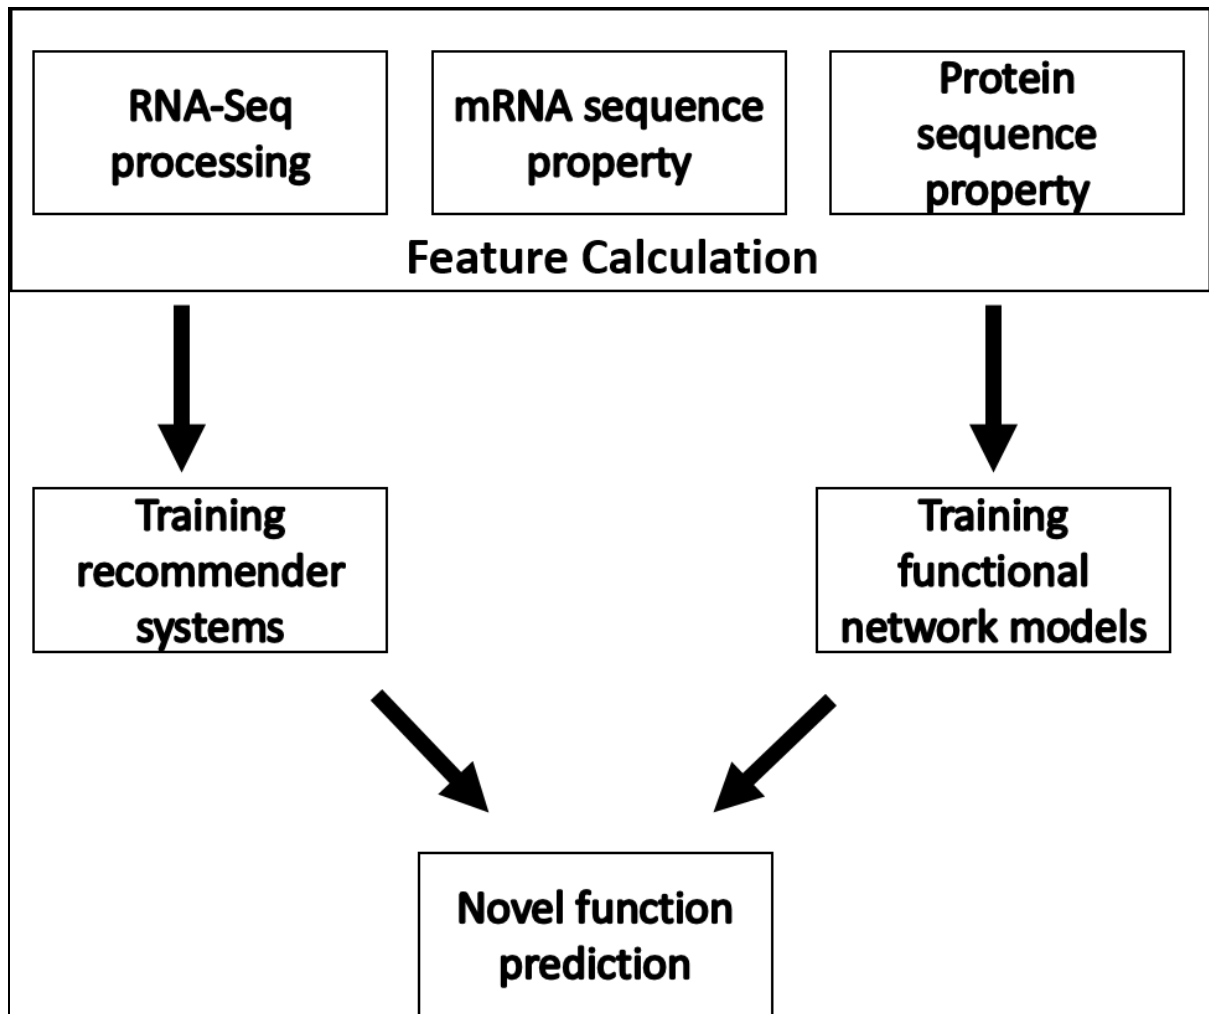 RNA-Seq
processing
mRNA sequence
property
Protein
sequence
property
Feature Calculation
Training
recommender
systems
Training
functional
network models
Novel function
prediction